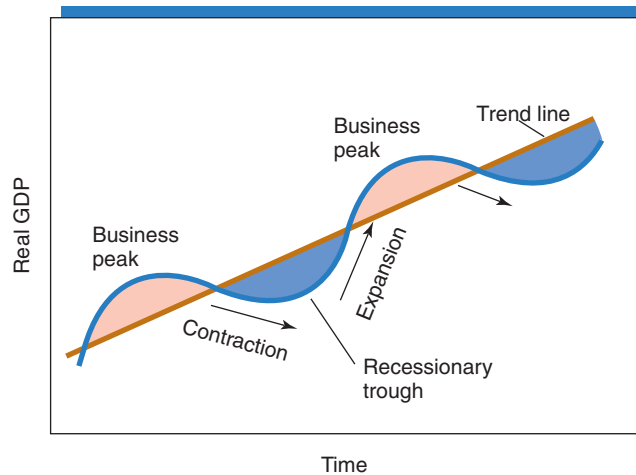 Trend line
Business
peak
Business
peak
Real GDP
Contraction
Expansion
Recessionary
trough
Time